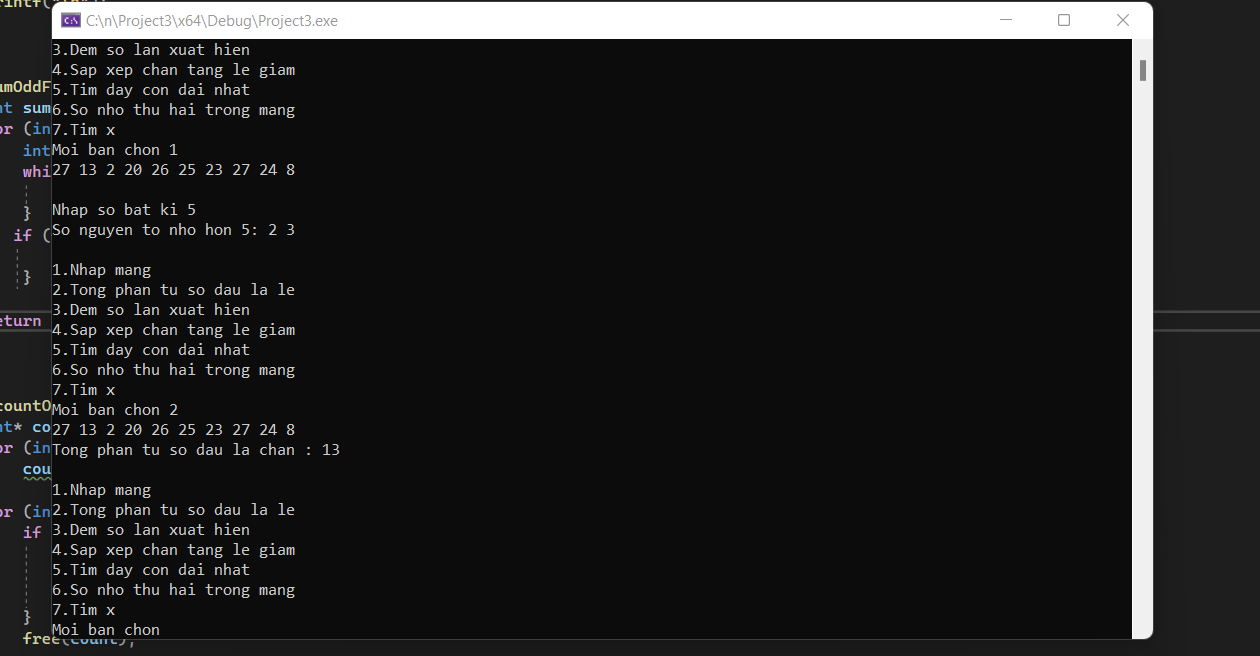 C:\n\Project3\x64\Debug\Project3.exe
3.Dem so lan xuat hien
4.Sap xep chan tang le giam
5.Tim day con dai nhat
6.So nho thu hai trong mang
7.Tim x
Moi ban chon 1
27 13 2 20 26 25 23 27 24 8
Nhap so bat ki 5
So nguyen to nho hon 5: 2 3
1.Nhap mang
2.Tong phan tu so dau la le
3.Dem so lan xuat hien
4.Sap xep chan tang le giam
5.Tim day con dai nhat
6.So nho thu hai trong mang
7.Tim x
Moi ban chon 2
27 13 2 20 26 25 23 27 24 8
Tong phan tu so dau la chan : 13
1.Nhap mang
2.Tong phan tu so dau la le
3.Dem so lan xuat hien
4.Sap xep chan tang le giam
5.Tim day con dai nhat
6.So nho thu hai trong mang
7.Tim x
Moi ban chon
umOddF
nt sum
or (in
int
whi
}
if (
}
eturn
countO
nt* co
or (in
cou
or (in
if
}